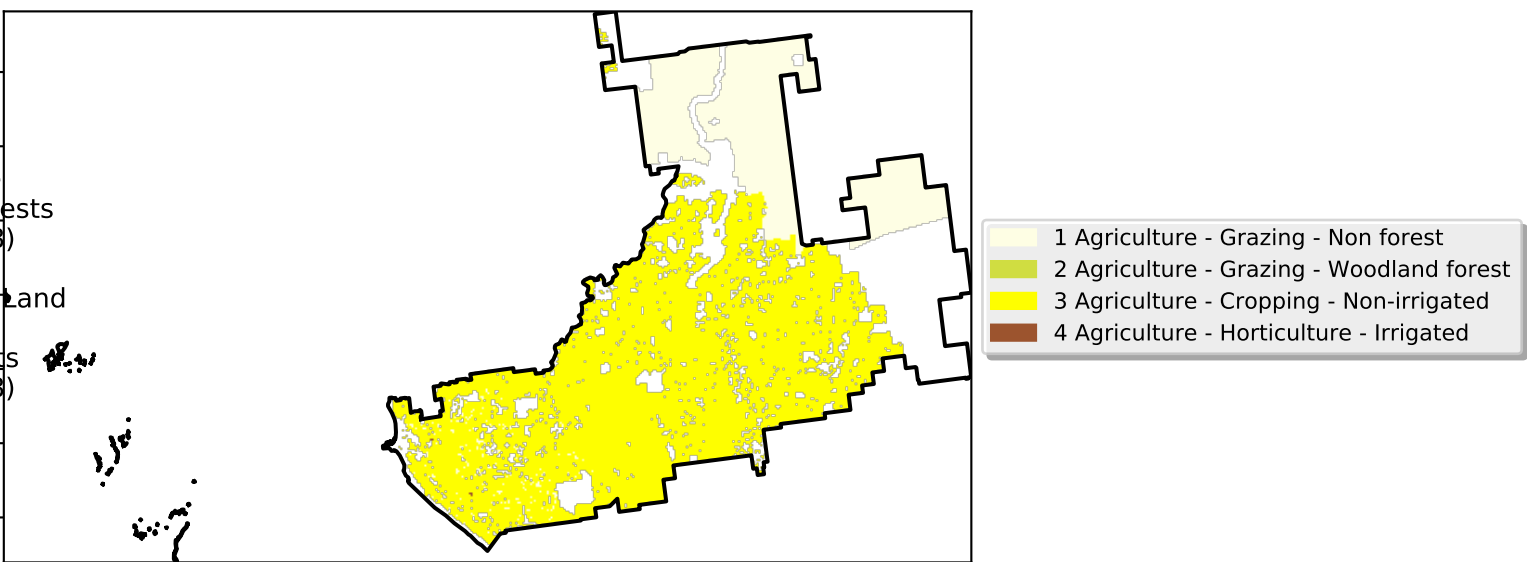 ests
)
Land
ts
)
1 Agriculture - Grazing - Non forest
2 Agriculture - Grazing - Woodland forest
3 Agriculture - Cropping - Non-irrigated
4 Agriculture - Horticulture - Irrigated